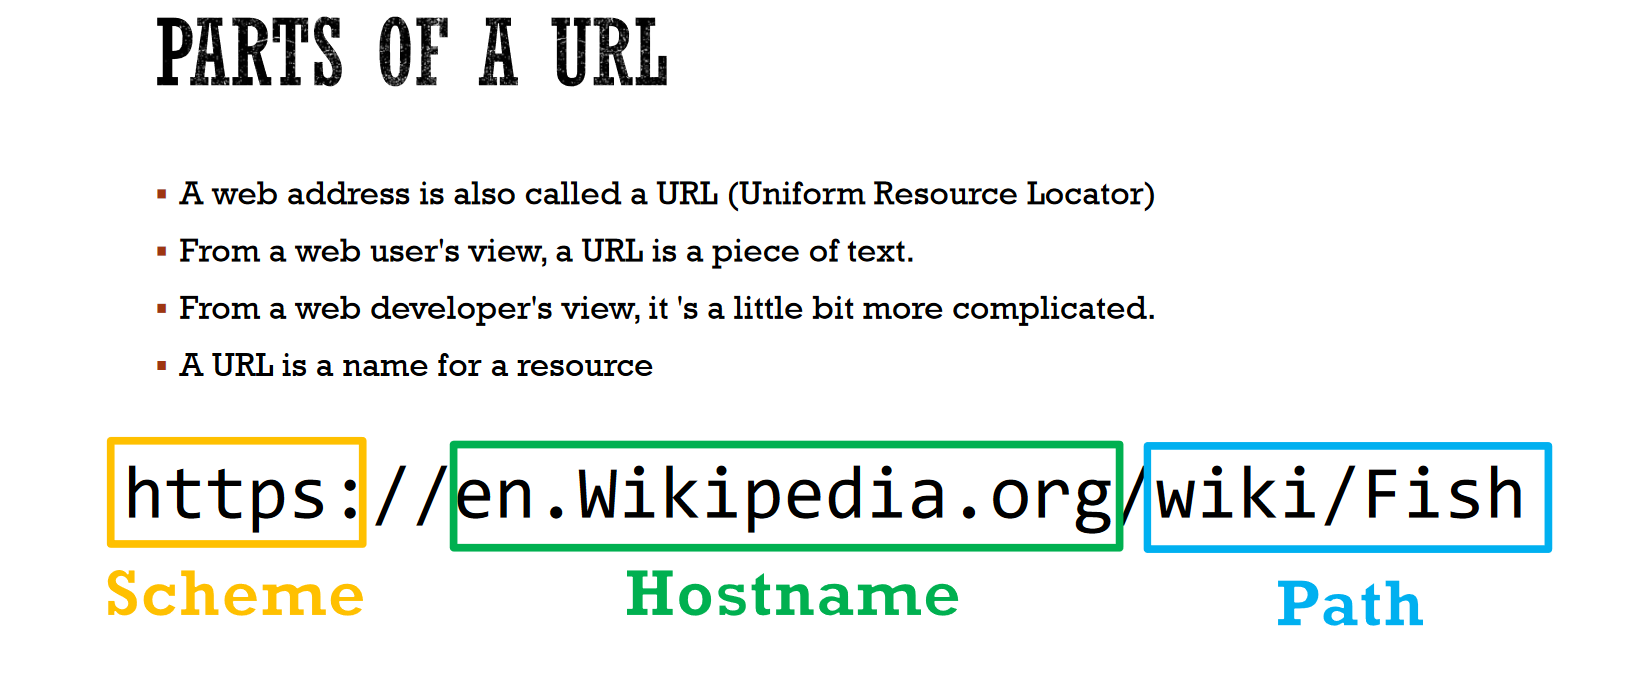 PARTS OF A URL
▪ A web address is also called a URL (Uniform Resource Locator)
▪ From a web user's view, a URL is a piece of text.
▪ From a web developer's view, it 's a little bit more complicated.
▪ A URL is a name for a resource
https://en.Wikipedia.org/wiki/Fish
Scheme Hostname Path